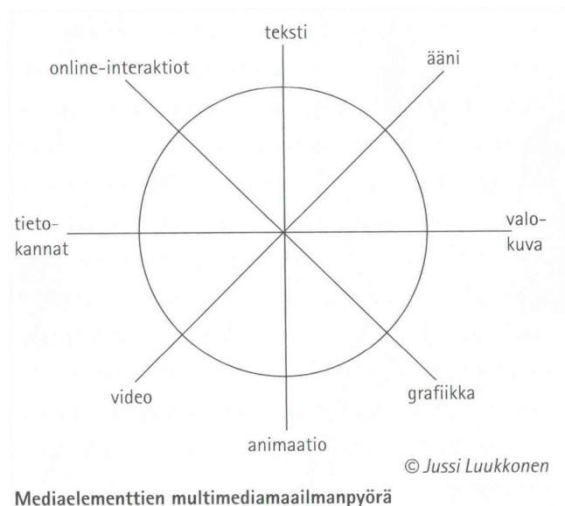 teksti
ääni
online-interaktiot
tieto-
kannat
valo-
kuva
video
grafiikka
animaatio
© Jussi Luukkonen
Mediaelementtien multimediamaailmanpyörä